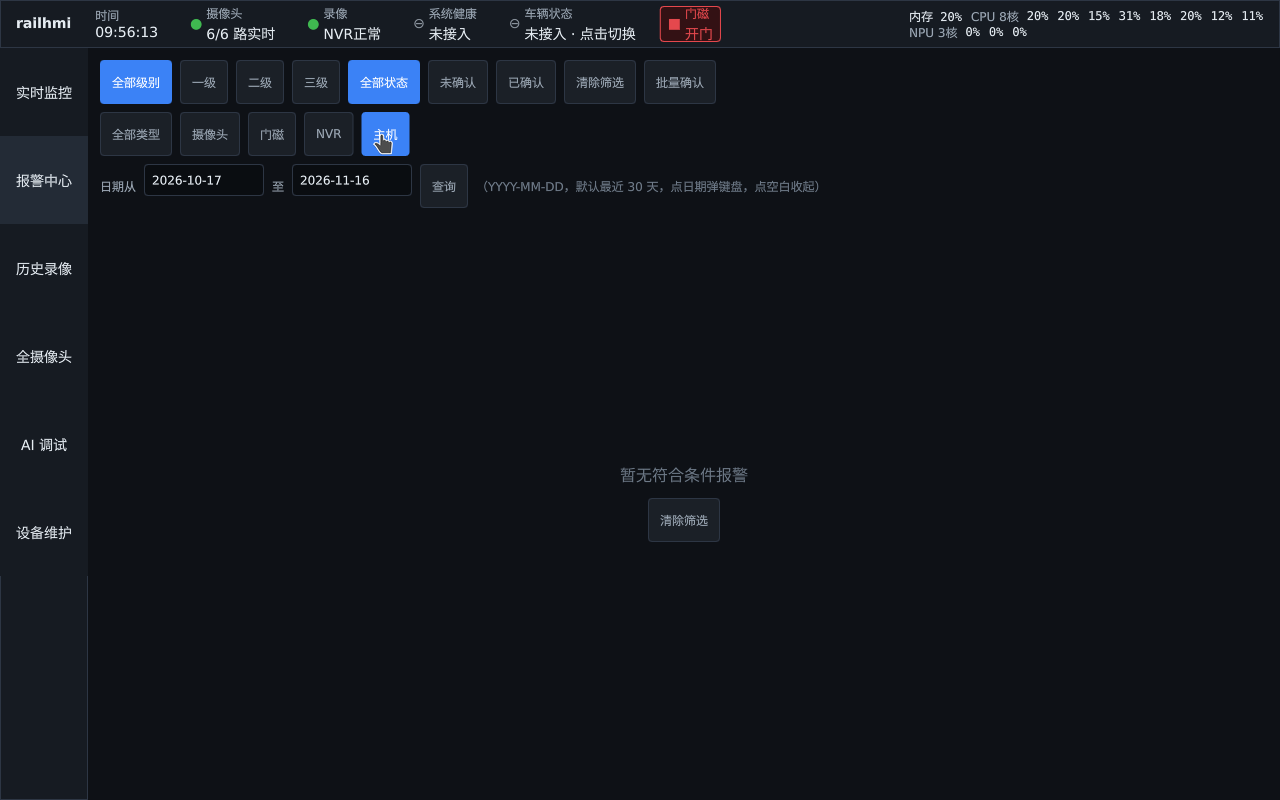 railhmi
时间
09:56:13
摄像头
6/6 路实时
录像
NVR正常
系统健康
未接入
车辆状态
未接入 · 点击切换
门磁
开门
内存 20% CPU 8核 20% 20% 15% 31% 18% 20% 12% 11%
NPU 3核 0% 0% 0%
实时监控
报警中心
历史录像
全摄像头
AI 调试
设备维护
全部级别 一级 二级 三级 全部状态 未确认 已确认 清除筛选 批量确认
全部类型 摄像头 门磁 NVR 主机
日期从 2026-10-17 至 2026-11-16 查询 （YYYY-MM-DD，默认最近 30 天，点日期弹键盘，点空白收起）
暂无符合条件报警
清除筛选